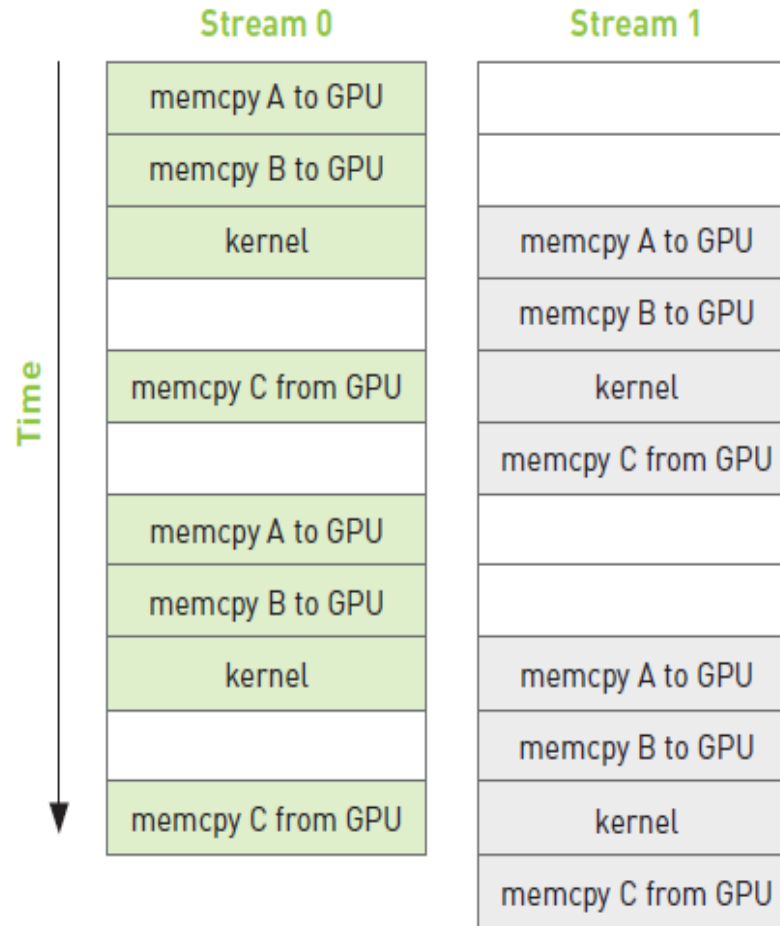 Stream 0
Stream 1
Time
memcpy A to GPU
memcpy B to GPU
kernel
memcpy C from GPU
memcpy A to GPU
memcpy B to GPU
kernel
memcpy C from GPU
memcpy A to GPU
memcpy B to GPU
kernel
memcpy C from GPU
memcpy A to GPU
memcpy B to GPU
kernel
memcpy C from GPU